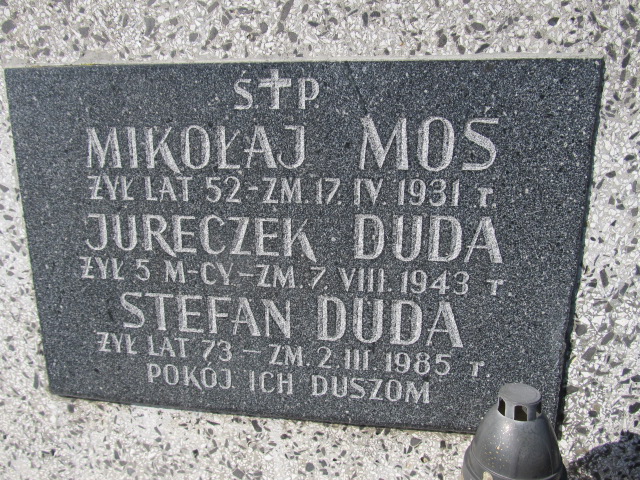 Ś.†P.
MIKOŁAJ MOŚ
ŻYŁ LAT 52-ZM. 17. IV. 1931 r.
JURECZEK DUDA
ŻYŁ 5 M-CY-ZM. 7. VIII. 1943 r.
STEFAN DUDA
ŻYŁ LAT 73 - ZM. 2. III. 1985 r.
POKÓJ ICH DUSZOM